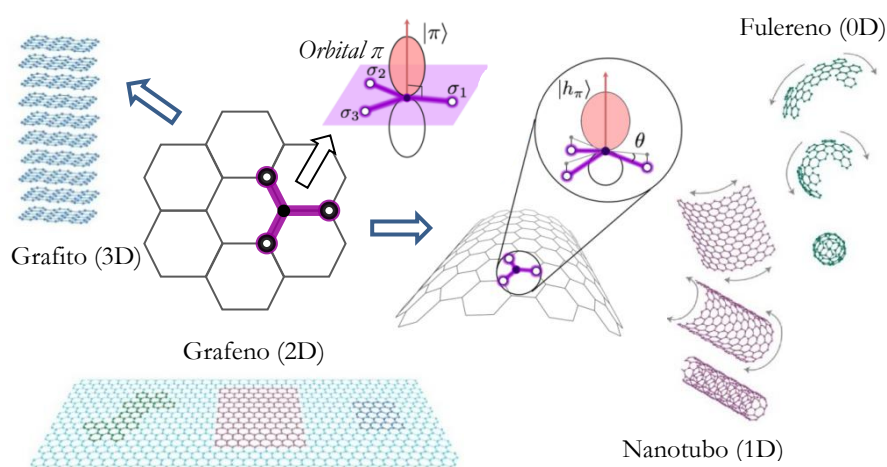 Fulereno (0D)
|π⟩
Orbital π
σ₂
σ₁
σ₃
|hπ⟩
θ
Grafito (3D)
Grafeno (2D)
Nanotubo (1D)